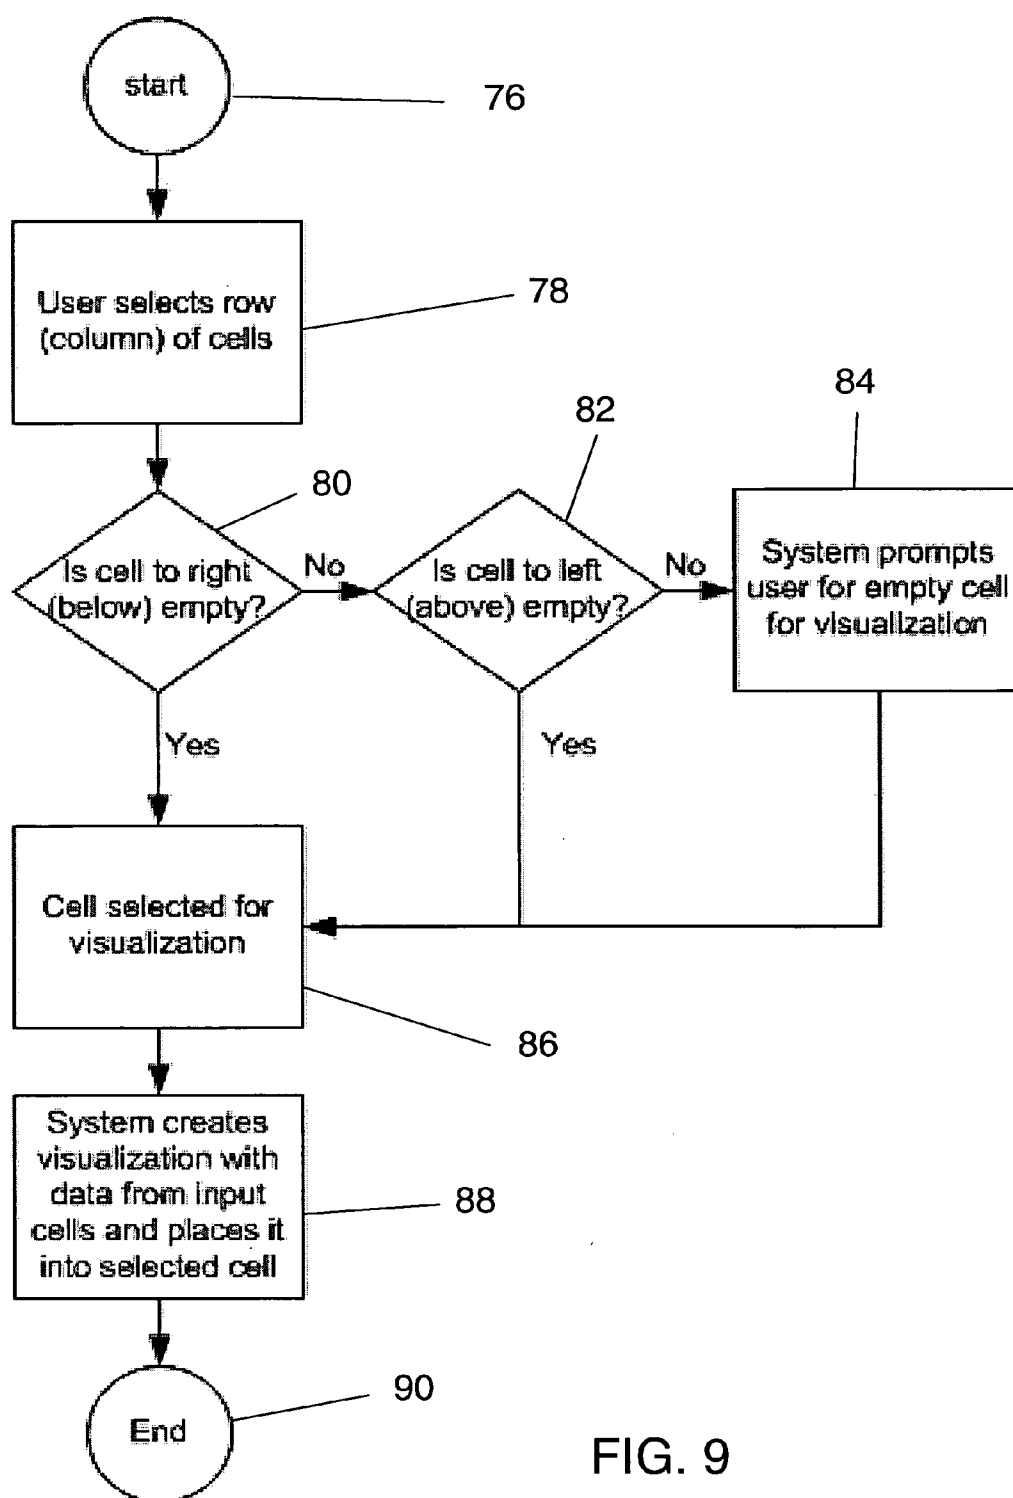 start
76
User selects row
(column) of cells
78
84
82
80
Is cell to right
(below) empty?
No
Is cell to left
(above) empty?
No
System prompts
user for empty cell
for visualization
Yes
Yes
Cell selected for
visualization
86
System creates
visualization with
data from input
cells and places it
into selected cell
88
90
End
FIG. 9